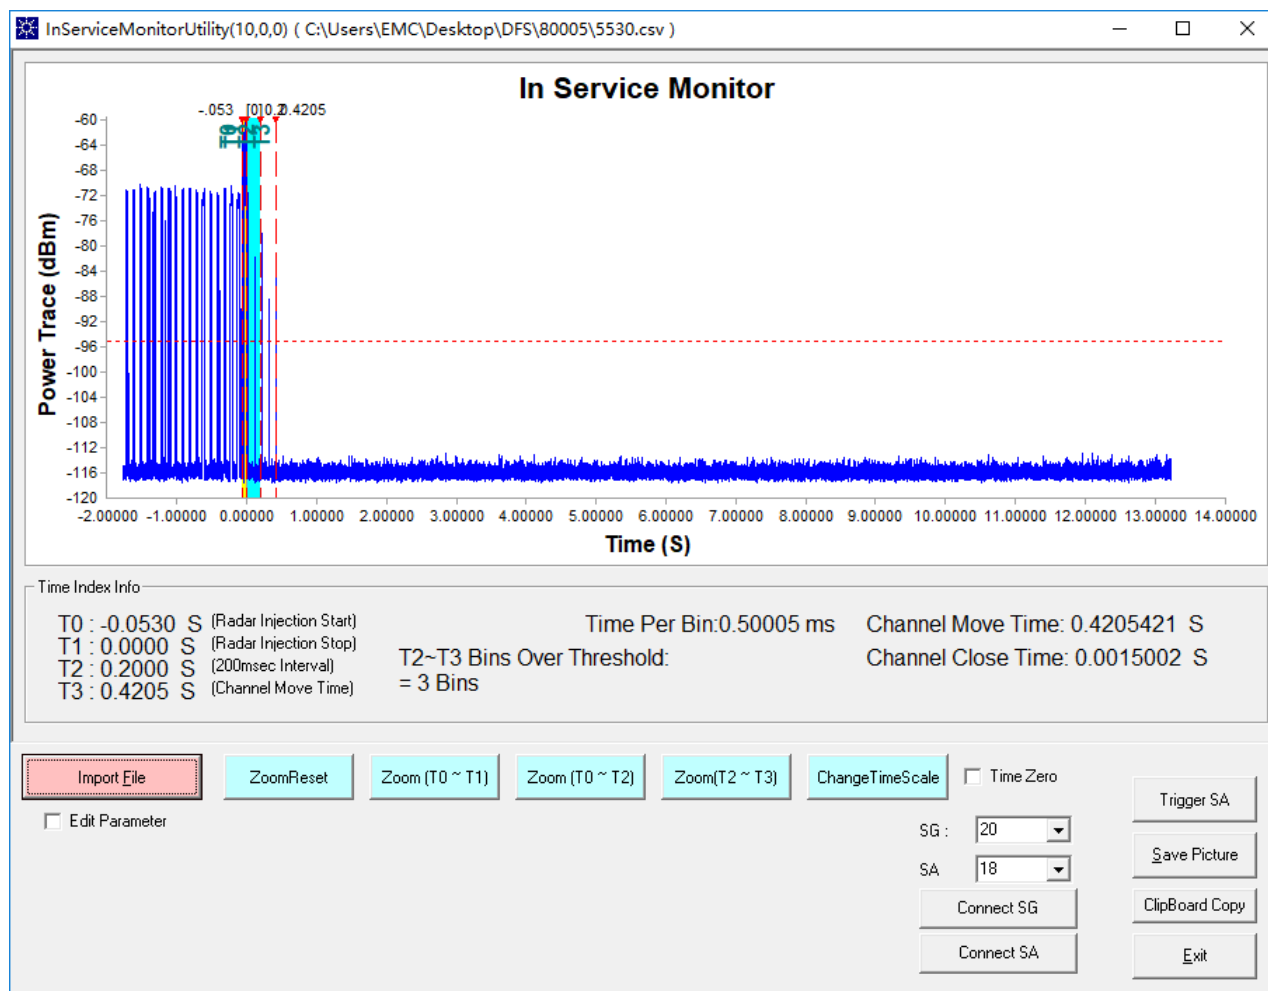 InServiceMonitorUtility(10,0,0) ( C:\Users\EMC\Desktop\DFS\80005\5530.csv )
In Service Monitor
-.053 [0] 0.2 0.4205
T3
-60
-64
-68
-72
-76
-80
-84
-88
-92
-96
-100
-104
-108
-112
-116
-120
Power Trace (dBm)
-2.00000 -1.00000 0.00000 1.00000 2.00000 3.00000 4.00000 5.00000 6.00000 7.00000 8.00000 9.00000 10.00000 11.00000 12.00000 13.00000 14.00000
Time (S)
Time Index Info
T0 : -0.0530 S (Radar Injection Start)
T1 : 0.0000 S (Radar Injection Stop)
T2 : 0.2000 S (200msec Interval)
T3 : 0.4205 S (Channel Move Time)
Time Per Bin:0.50005 ms
T2~T3 Bins Over Threshold:
= 3 Bins
Channel Move Time: 0.4205421 S
Channel Close Time: 0.0015002 S
Import File
ZoomReset
Zoom (T0 ~ T1)
Zoom (T0 ~ T2)
Zoom(T2 ~ T3)
ChangeTimeScale
Time Zero
Edit Parameter
SG : 20
SA 18
Connect SG
Connect SA
Trigger SA
Save Picture
ClipBoard Copy
Exit